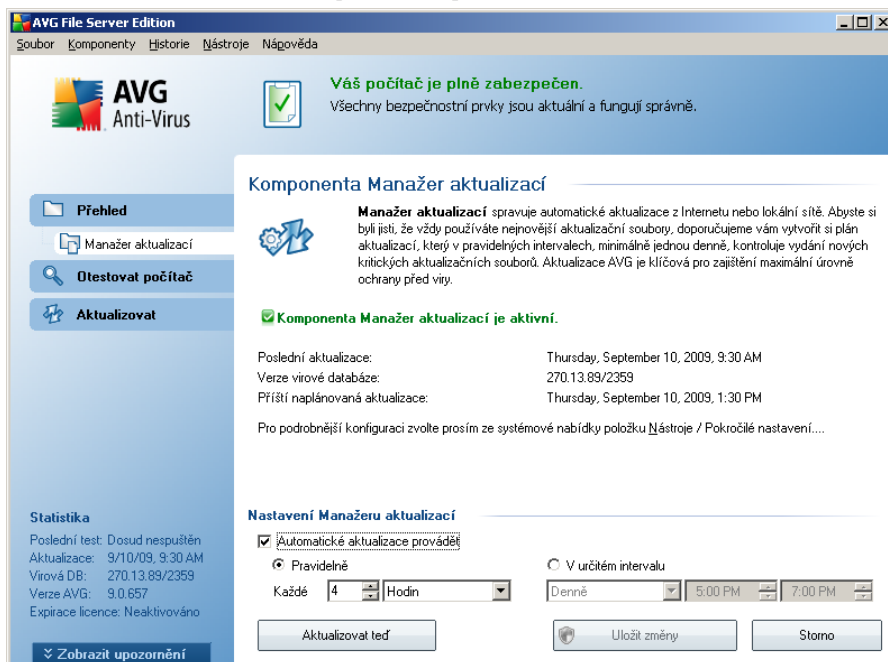 AVG File Server Edition
Soubor Komponenty Historie Nástroje Nápověda
AVG
Anti-Virus
Váš počítač je plně zabezpečen.
Všechny bezpečnostní prvky jsou aktuální a fungují správně.
Přehled
Manažer aktualizací
Otestovat počítač
Aktualizovat
Komponenta Manažer aktualizací
Manažer aktualizací spravuje automatické aktualizace z Internetu nebo lokální sítě. Abyste si
byli jisti, že vždy používáte nejnovější aktualizační soubory, doporučujeme vám vytvořit si plán
aktualizací, který v pravidelných intervalech, minimálně jednou denně, kontroluje vydání nových
kritických aktualizačních souborů. Aktualizace AVG je klíčová pro zajištění maximální úrovně
ochrany před viry.
Komponenta Manažer aktualizací je aktivní.
Poslední aktualizace: Thursday, September 10, 2009, 9:30 AM
Verze virové databáze: 270.13.89/2359
Příští naplánovaná aktualizace: Thursday, September 10, 2009, 1:30 PM
Pro podrobnější konfiguraci zvolte prosím ze systémové nabídky položku Nástroje / Pokročilé nastavení....
Statistika
Poslední test: Dosud nespuštěn
Aktualizace: 9/10/09, 9:30 AM
Virová DB: 270.13.89/2359
Verze AVG: 9.0.657
Expirace licence: Neaktivováno
Zobrazit upozornění
Nastavení Manažeru aktualizací
Automatické aktualizace provádět
Pravidelně
V určitém intervalu
Každé 4 Hodin
Denně 5:00 PM 7:00 PM
Aktualizovat teď
Uložit změny
Storno